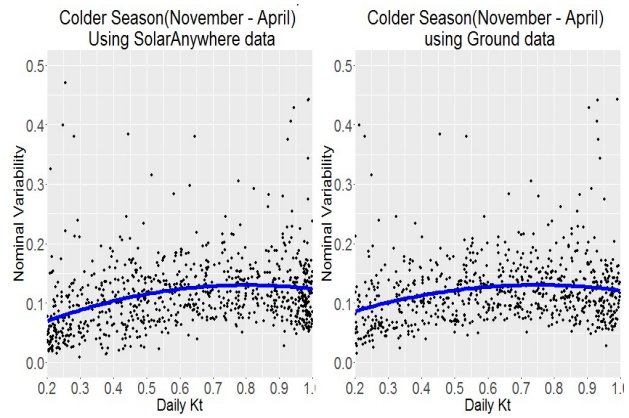 Colder Season(November - April)
Using SolarAnywhere data
Nominal Variability
0.5
0.4
0.3
0.2
0.1
0.0
0.2 0.3 0.4 0.5 0.6 0.7 0.8 0.9 1.0
Daily Kt
Colder Season(November - April)
using Ground data
Nominal Variability
0.5
0.4
0.3
0.2
0.1
0.0
0.2 0.3 0.4 0.5 0.6 0.7 0.8 0.9 1.0
Daily Kt